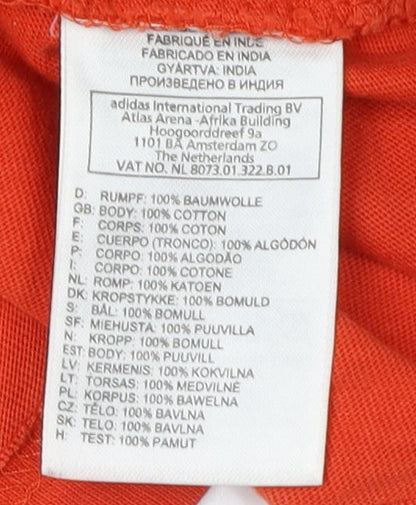 FABRIQUÉ EN INDE
FABRICADO EN INDIA
GYÁRTVA: INDIA
ПРОИЗВЕДЕНО В ИНДИЯ
adidas International Trading BV
Atlas Arena -Afrika Building
Hoogoorddreef 9a
1101 BA Amsterdam ZO
The Netherlands
VAT NO. NL 8073.01.322.B.01
D: RUMPF: 100% BAUMWOLLE
GB: BODY: 100% COTTON
F: CORPS: 100% COTON
E: CUERPO (TRONCO): 100% ALGÓDÓN
P: CORPO: 100% ALGODÃO
I: CORPO: 100% COTONE
NL: ROMP: 100% KATOEN
DK: KROPSTYKKE: 100% BOMULD
S: BÅL: 100% BOMULL
SF: MIEHUSTA: 100% PUUVILLA
N: KROPP: 100% BOMULL
EST: BODY: 100% PUUVILL
LV: KERMENIS: 100% KOKVILNA
LT: TORSAS: 100% MEDVILNĖ
PL: KORPUS: 100% BAWELNA
CZ: TĚLO: 100% BAVLNA
SK: TELO: 100% BAVLNA
H: TEST: 100% PAMUT